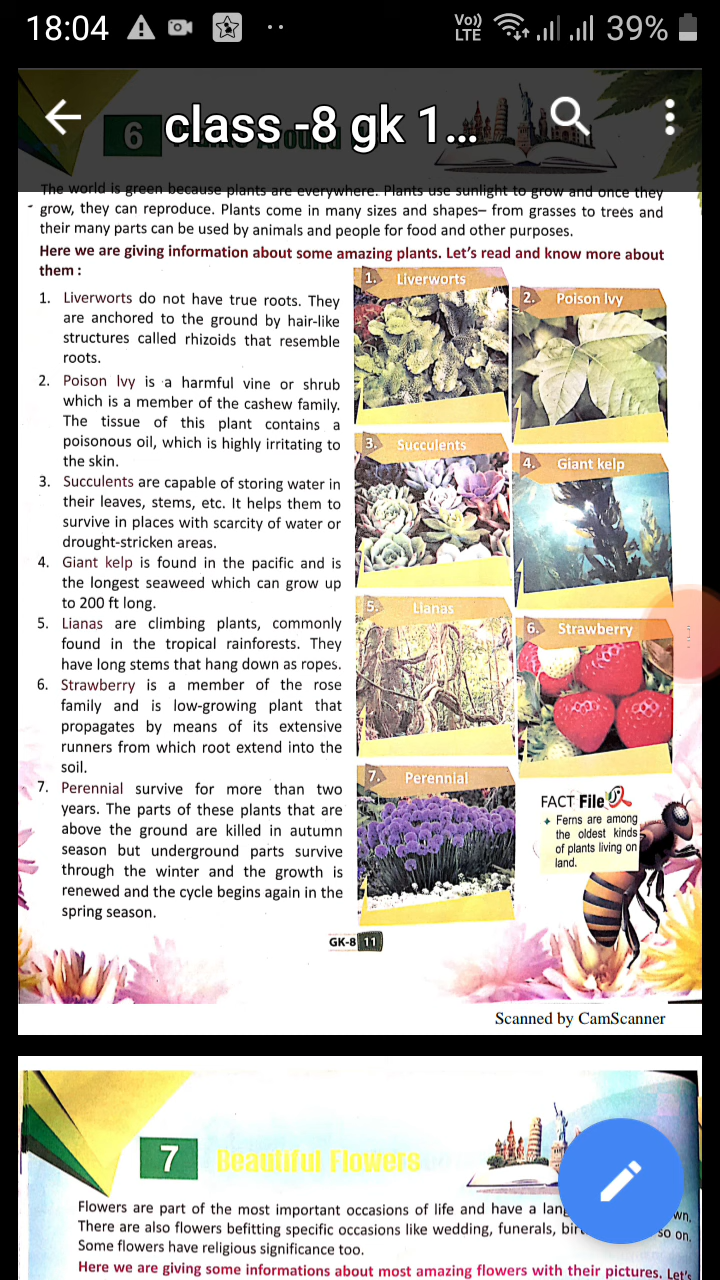 18:04
Vo)) LTE 39%
class -8 gk 1...
6
The world is green because plants are everywhere. Plants use sunlight to grow and once they
grow, they can reproduce. Plants come in many sizes and shapes– from grasses to trees and
their many parts can be used by animals and people for food and other purposes.
Here we are giving information about some amazing plants. Let's read and know more about
them :
1. Liverworts do not have true roots. They
are anchored to the ground by hair-like
structures called rhizoids that resemble
roots.
2. Poison Ivy is a harmful vine or shrub
which is a member of the cashew family.
The tissue of this plant contains a
poisonous oil, which is highly irritating to
the skin.
3. Succulents are capable of storing water in
their leaves, stems, etc. It helps them to
survive in places with scarcity of water or
drought-stricken areas.
4. Giant kelp is found in the pacific and is
the longest seaweed which can grow up
to 200 ft long.
5. Lianas are climbing plants, commonly
found in the tropical rainforests. They
have long stems that hang down as ropes.
6. Strawberry is a member of the rose
family and is low-growing plant that
propagates by means of its extensive
runners from which root extend into the
soil.
7. Perennial survive for more than two
years. The parts of these plants that are
above the ground are killed in autumn
season but underground parts survive
through the winter and the growth is
renewed and the cycle begins again in the
spring season.
1. Liverworts
2. Poison Ivy
3. Succulents
4. Giant kelp
5. Lianas
6. Strawberry
7. Perennial
FACT File
Ferns are among
the oldest kinds
of plants living on
land.
GK-8 11
Scanned by CamScanner
7 Beautiful Flowers
Flowers are part of the most important occasions of life and have a
There are also flowers befitting specific occasions like wedding, funerals, so on.
Some flowers have religious significance too.
Here we are giving some informations about most amazing flowers with their pictures. Let's